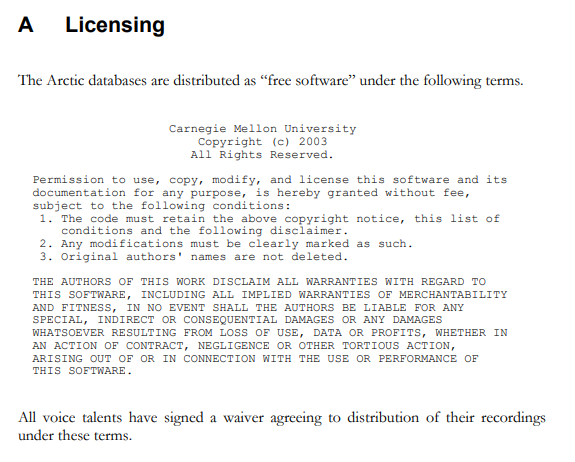 A Licensing
The Arctic databases are distributed as “free software” under the following terms.
Carnegie Mellon University
Copyright (c) 2003
All Rights Reserved.
Permission to use, copy, modify, and license this software and its
documentation for any purpose, is hereby granted without fee,
subject to the following conditions:
1. The code must retain the above copyright notice, this list of
conditions and the following disclaimer.
2. Any modifications must be clearly marked as such.
3. Original authors' names are not deleted.
THE AUTHORS OF THIS WORK DISCLAIM ALL WARRANTIES WITH REGARD TO
THIS SOFTWARE, INCLUDING ALL IMPLIED WARRANTIES OF MERCHANTABILITY
AND FITNESS, IN NO EVENT SHALL THE AUTHORS BE LIABLE FOR ANY
SPECIAL, INDIRECT OR CONSEQUENTIAL DAMAGES OR ANY DAMAGES
WHATSOEVER RESULTING FROM LOSS OF USE, DATA OR PROFITS, WHETHER IN
AN ACTION OF CONTRACT, NEGLIGENCE OR OTHER TORTIOUS ACTION,
ARISING OUT OF OR IN CONNECTION WITH THE USE OR PERFORMANCE OF
THIS SOFTWARE.
All voice talents have signed a waiver agreeing to distribution of their recordings
under these terms.